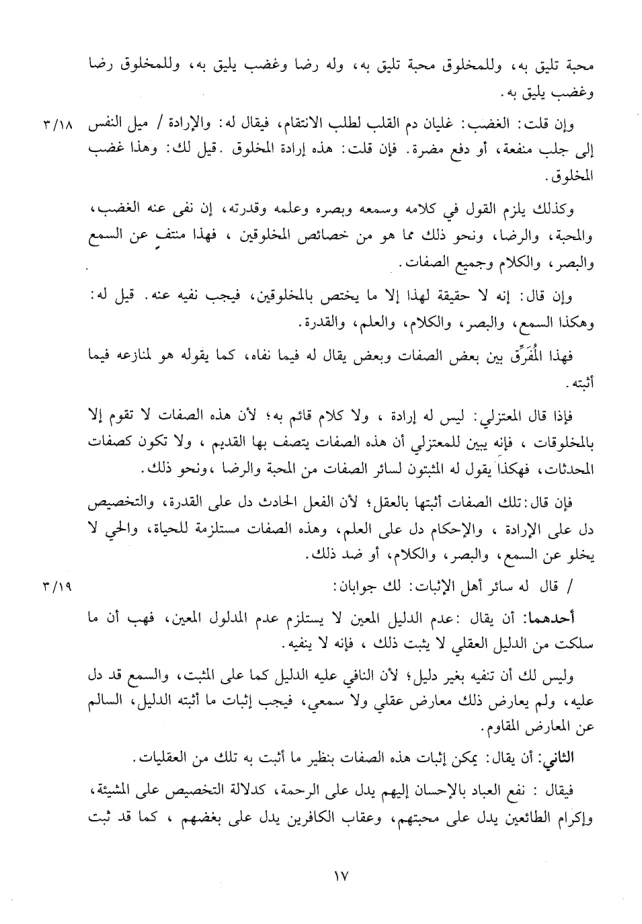 محبة تليق به، وللمخلوق محبة تليق به، وله رضا وغضب يليق به، وللمخلوق رضا
وغضب يليق به.
وإن قلت: الغضب: غليان دم القلب لطلب الانتقام، فيقال له: والإرادة / ميل النفس ٣/١٨
إلى جلب منفعة، أو دفع مضرة. فإن قلت: هذه إرادة المخلوق .قيل لك: وهذا غضب
المخلوق.
وكذلك يلزم القول في كلامه وسمعه وبصره وعلمه وقدرته، إن نفى عنه الغضب،
والمحبة، والرضا، ونحو ذلك مما هو من خصائص المخلوقين ، فهذا منتفٍ عن السمع
والبصر، والكلام وجميع الصفات.
وإن قال: إنه لا حقيقة لهذا إلا ما يختص بالمخلوقين، فيجب نفيه عنه. قيل له:
وهكذا السمع، والبصر، والكلام، والعلم، والقدرة.
فهذا المُفَرِّق بين بعض الصفات وبعض يقال له فيما نفاه، كما يقوله هو لمنازعه فيما
أثبته.
فإذا قال المعتزلي: ليس له إرادة ، ولا كلام قائم به؛ لأن هذه الصفات لا تقوم إلا
بالمخلوقات ، فإنه يبين للمعتزلي أن هذه الصفات يتصف بها القديم ، ولا تكون كصفات
المحدثات، فهكذا يقول له المثبتون لسائر الصفات من المحبة والرضا ،ونحو ذلك.
فإن قال:تلك الصفات أثبتها بالعقل؛ لأن الفعل الحادث دل على القدرة، والتخصيص
دل على الإرادة ، والإحكام دل على العلم، وهذه الصفات مستلزمة للحياة، والحي لا
يخلو عن السمع، والبصر، والكلام، أو ضد ذلك.
/ قال له سائر أهل الإثبات: لك جوابان: ٣/١٩
أحدهما: أن يقال :عدم الدليل المعين لا يستلزم عدم المدلول المعين، فهب أن ما
سلكت من الدليل العقلي لا يثبت ذلك ، فإنه لا ينفيه.
وليس لك أن تنفيه بغير دليل؛ لأن النافي عليه الدليل كما على المثبت، والسمع قد دل
عليه، ولم يعارض ذلك معارض عقلي ولا سمعي، فيجب إثبات ما أثبته الدليل، السالم
عن المعارض المقاوم.
الثاني: أن يقال: يمكن إثبات هذه الصفات بنظير ما أثبت به تلك من العقليات.
فيقال : نفع العباد بالإحسان إليهم يدل على الرحمة، كدلالة التخصيص على المشيئة،
وإكرام الطائعين يدل على محبتهم، وعقاب الكافرين يدل على بغضهم ، كما قد ثبت
١٧